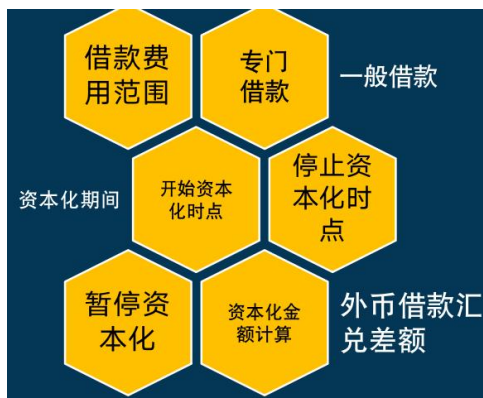 借款费
用范围
专门
借款
一般借款
资本化期间
开始资本
化时点
停止资
本化时
点
暂停资
本化
资本化金
额计算
外币借款汇
兑差额